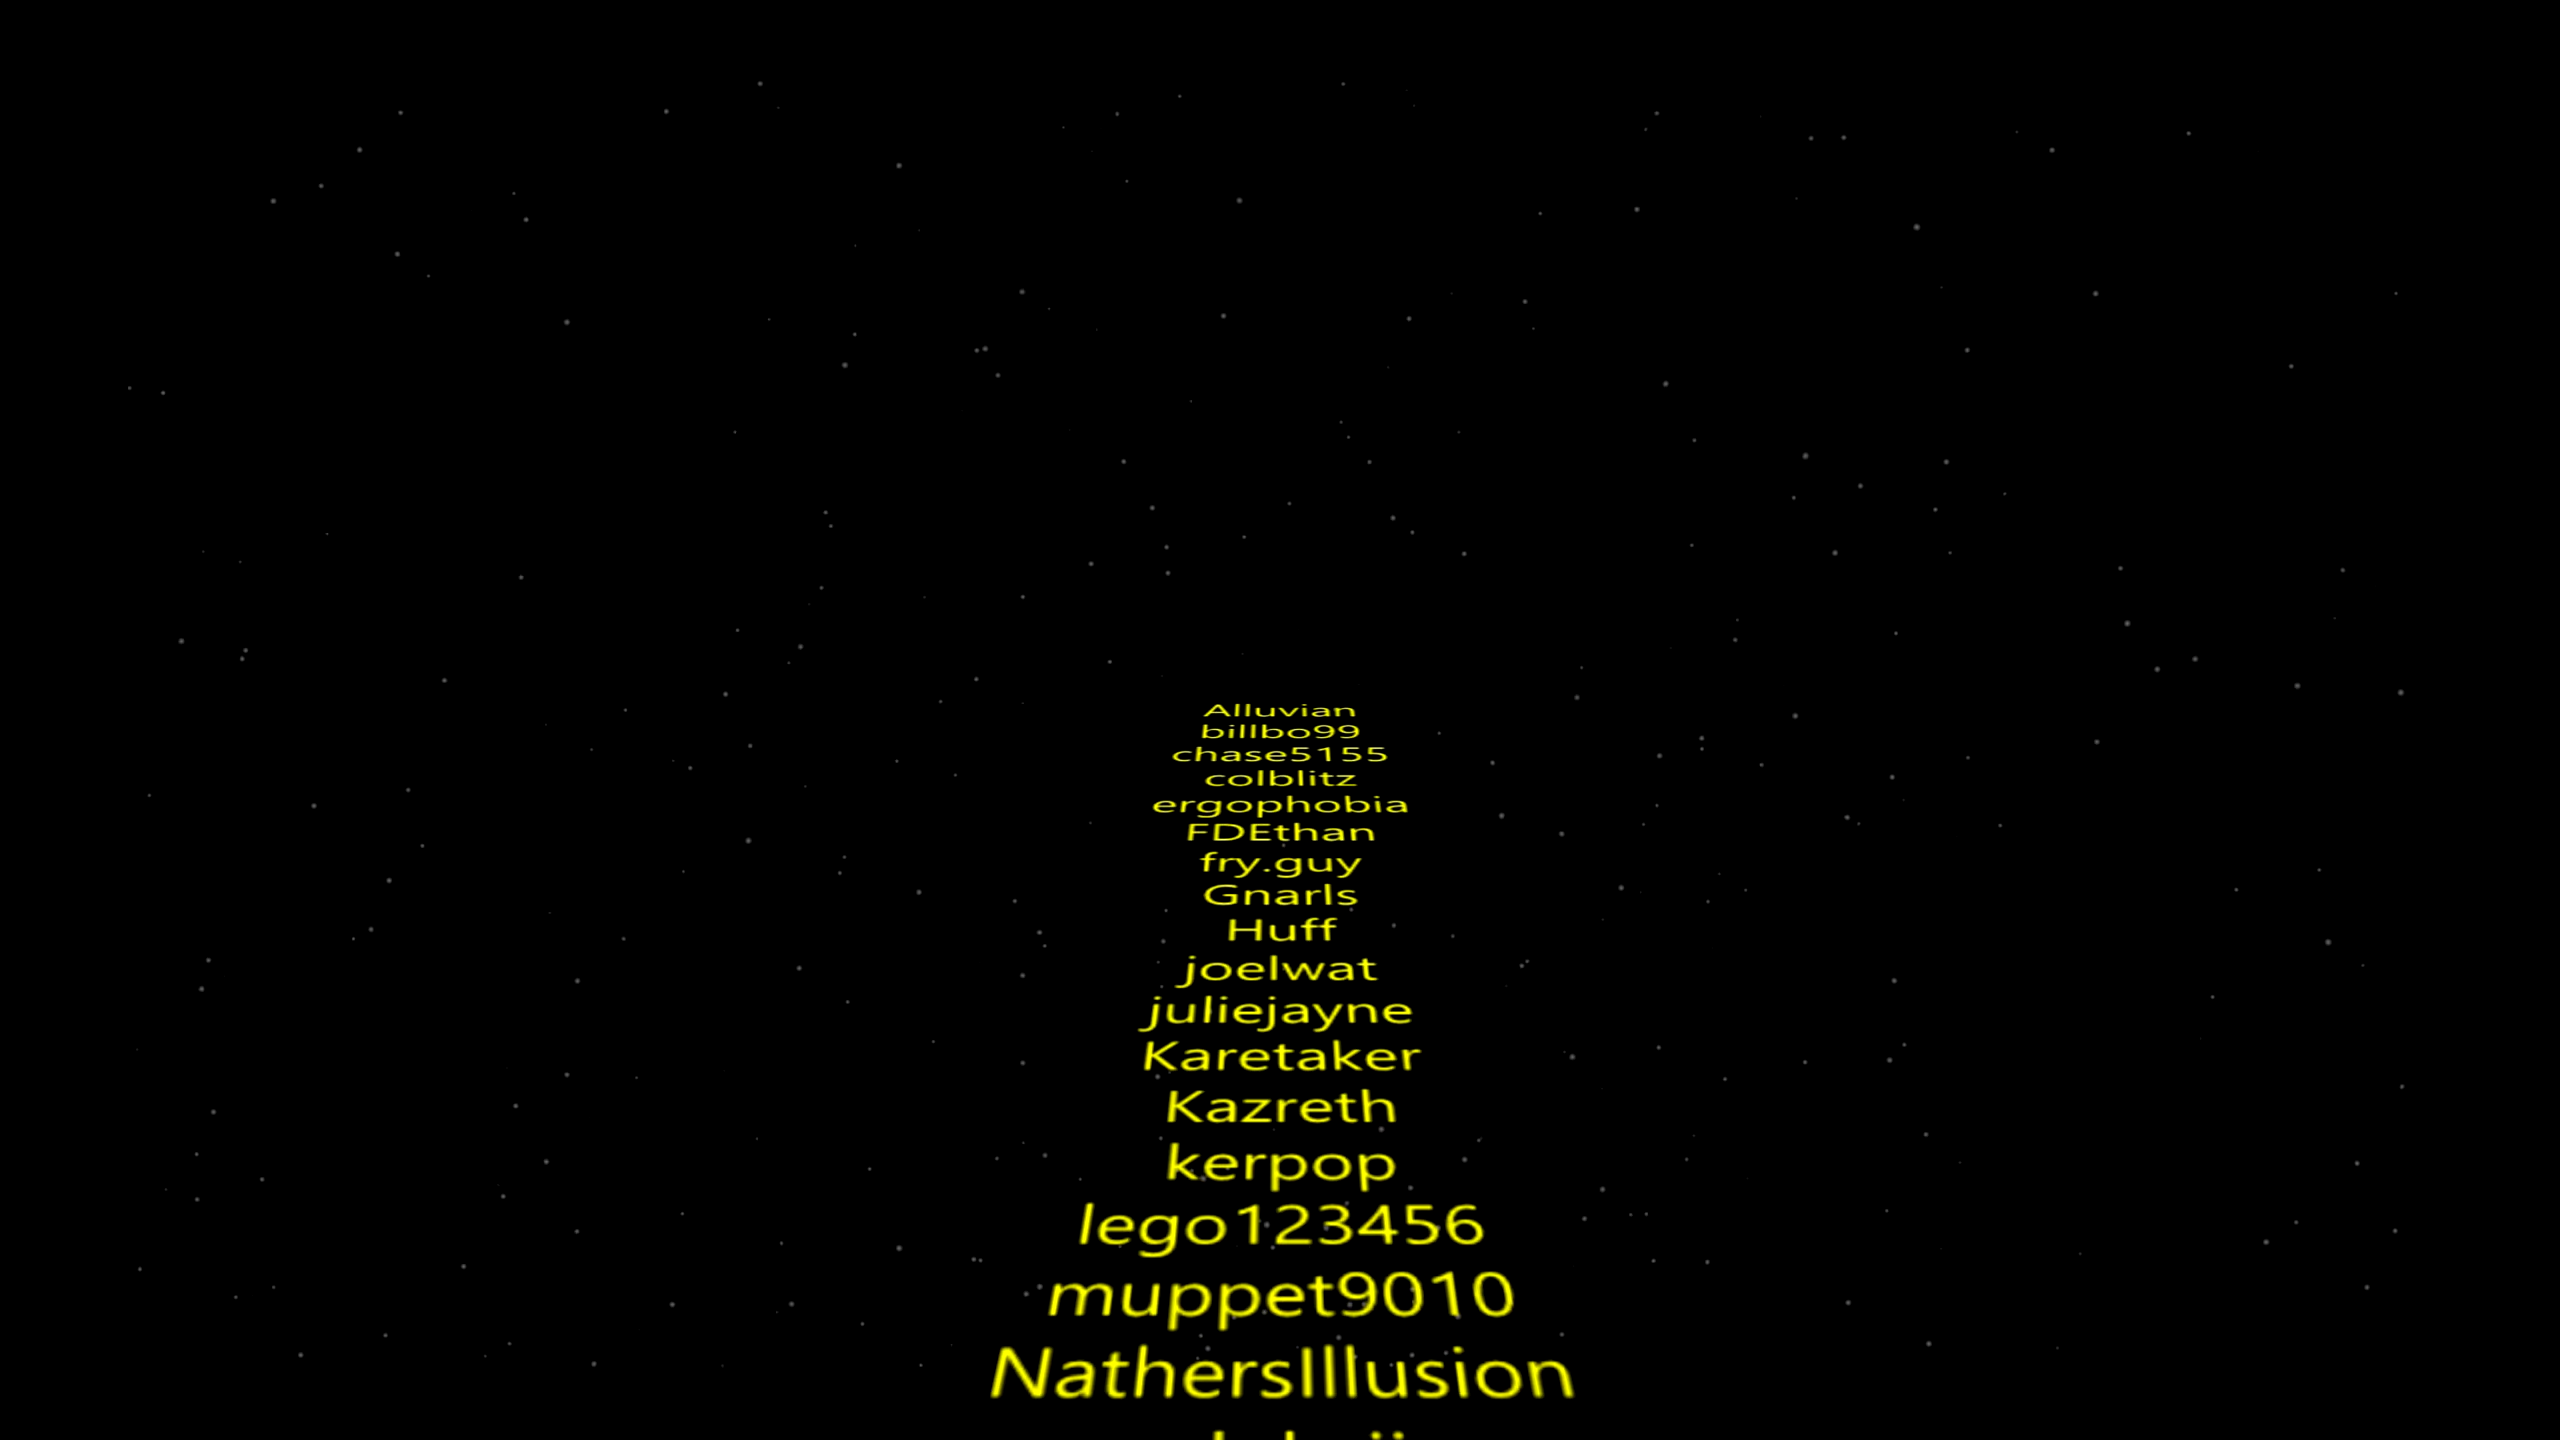 Alluvian
billbo99
chase5155
colblitz
ergophobia
FDEthan
fry.guy
Gnarls
Huff
joelwat
juliejayne
Karetaker
Kazreth
kerpop
lego123456
muppet9010
NathersIllusion